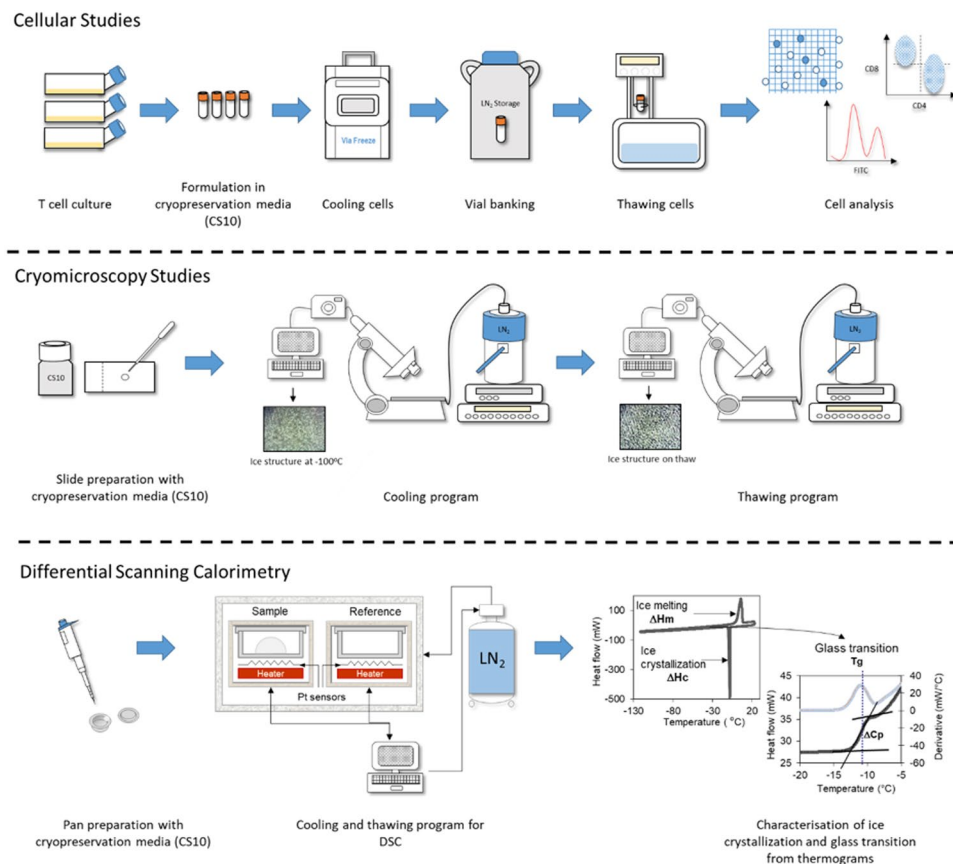 Cellular Studies
Via Freeze
LN2 Storage
CD8
CD4
FITC
T cell culture
Formulation in
cryopreservation media
(CS10)
Cooling cells
Vial banking
Thawing cells
Cell analysis
Cryomicroscopy Studies
CS10
LN2
LN2
Ice structure at -100°C
Ice structure on thaw
Slide preparation with
cryopreservation media (CS10)
Cooling program
Thawing program
Differential Scanning Calorimetry
Sample
Reference
Heater
Heater
Pt sensors
LN2
Heat flow (mW)
100
-100
-300
-500
Ice melting
ΔHm
Ice
crystallization
ΔHc
-130
-80
-30
20
Temperature (°C)
Glass transition
Tg
Heat flow (mW)
45
40
35
30
25
ΔCp
40
20
0
-20
-40
-60
Derivative (mW/°C)
-20
-15
-10
-5
Temperature (°C)
Pan preparation with
cryopreservation media (CS10)
Cooling and thawing program for
DSC
Characterisation of ice
crystallization and glass transition
from thermograms